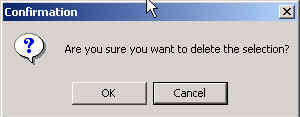 Confirmation
Are you sure you want to delete the selection?
OK
Cancel